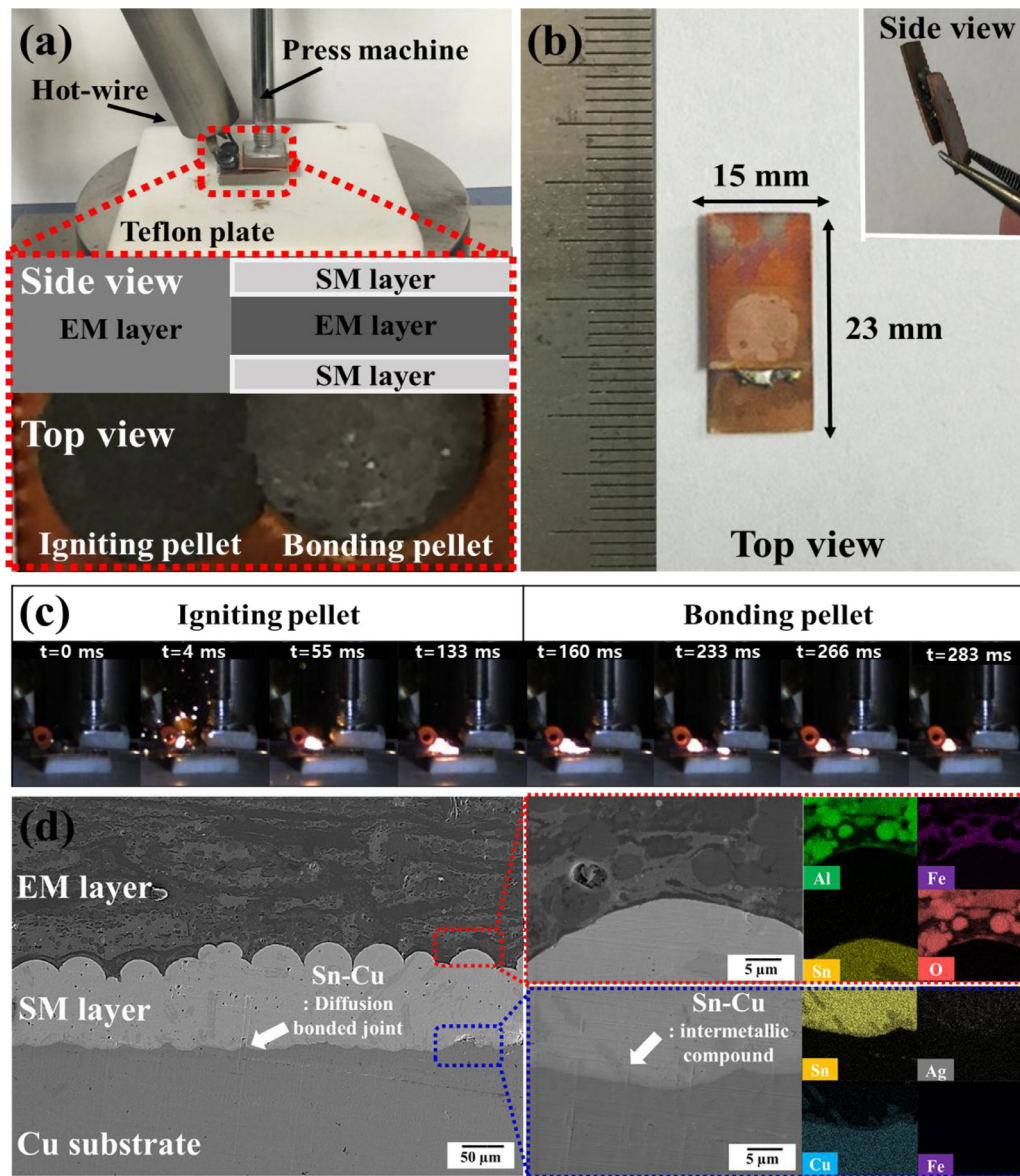 (a)
Press machine
Hot-wire
Teflon plate
Side view
SM layer
EM layer
EM layer
SM layer
Top view
Igniting pellet
Bonding pellet
(b)
Side view
15 mm
23 mm
Top view
(c)
Igniting pellet
Bonding pellet
t=0 ms
t=4 ms
t=55 ms
t=133 ms
t=160 ms
t=233 ms
t=266 ms
t=283 ms
(d)
EM layer
SM layer
Sn-Cu
: Diffusion
bonded joint
Cu substrate
50 µm
5 µm
Al
Fe
Sn
O
Sn-Cu
: intermetallic
compound
5 µm
Sn
Ag
Cu
Fe